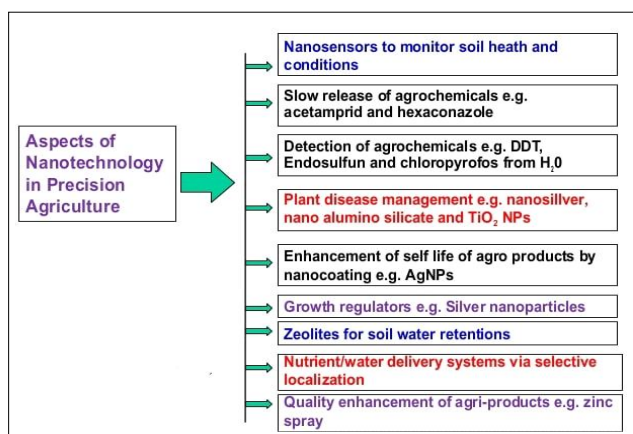 Aspects of
Nanotechnology
in Precision
Agriculture
Nanosensors to monitor soil heath and
conditions
Slow release of agrochemicals e.g.
acetamprid and hexaconazole
Detection of agrochemicals e.g. DDT,
Endosulfun and chloropyrofos from H₂0
Plant disease management e.g. nanosilver,
nano alumino silicate and TiO₂ NPs
Enhancement of self life of agro products by
nanocoating e.g. AgNPs
Growth regulators e.g. Silver nanoparticles
Zeolites for soil water retentions
Nutrient/water delivery systems via selective
localization
Quality enhancement of agri-products e.g. zinc
spray